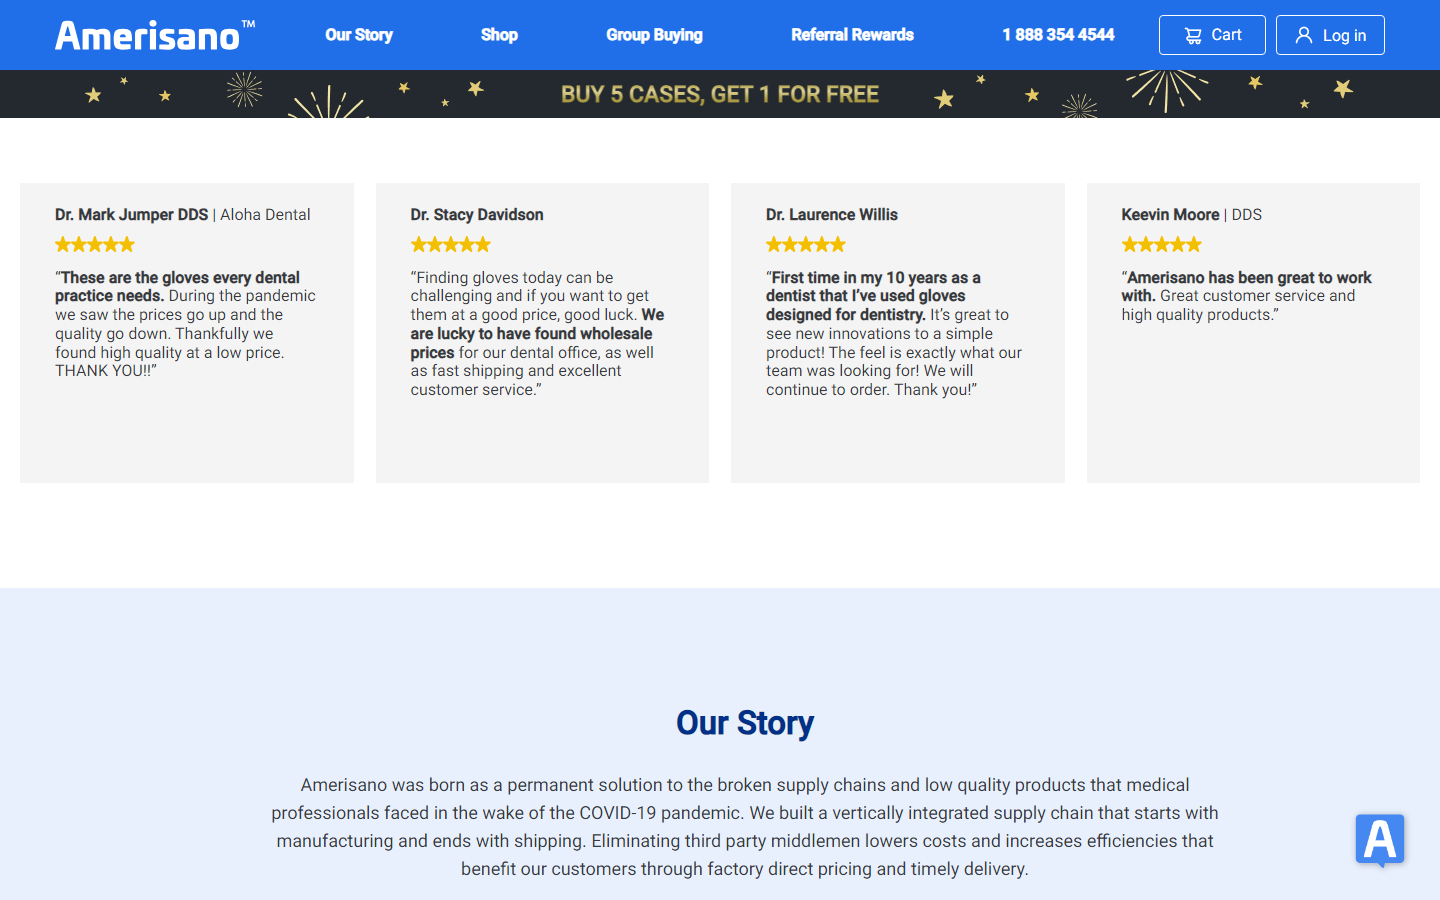 Amerisano™
Our Story
Shop
Group Buying
Referral Rewards
1 888 354 4544
Cart
Log in
BUY 5 CASES, GET 1 FOR FREE
Dr. Mark Jumper DDS | Aloha Dental
“These are the gloves every dental
practice needs. During the pandemic
we saw the prices go up and the
quality go down. Thankfully we
found high quality at a low price.
THANK YOU!!”
Dr. Stacy Davidson
“Finding gloves today can be
challenging and if you want to get
them at a good price, good luck. We
are lucky to have found wholesale
prices for our dental office, as well
as fast shipping and excellent
customer service.”
Dr. Laurence Willis
“First time in my 10 years as a
dentist that I’ve used gloves
designed for dentistry. It’s great to
see new innovations to a simple
product! The feel is exactly what our
team was looking for! We will
continue to order. Thank you!”
Keevin Moore | DDS
“Amerisano has been great to work
with. Great customer service and
high quality products.”
Our Story
Amerisano was born as a permanent solution to the broken supply chains and low quality products that medical
professionals faced in the wake of the COVID-19 pandemic. We built a vertically integrated supply chain that starts with
manufacturing and ends with shipping. Eliminating third party middlemen lowers costs and increases efficiencies that
benefit our customers through factory direct pricing and timely delivery.
A